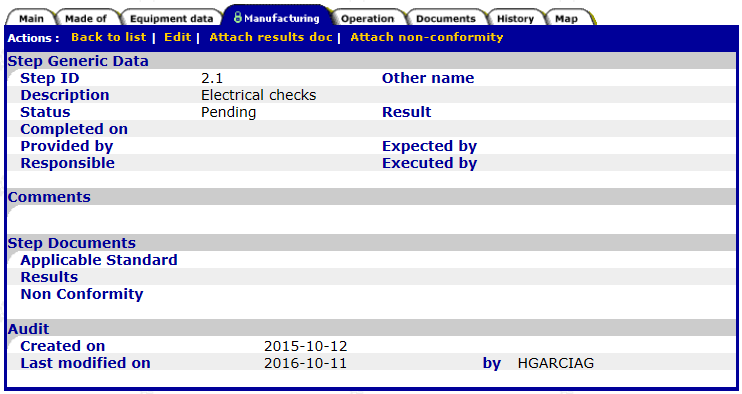 Main Made of Equipment data Manufacturing Operation Documents History Map
Actions : Back to list | Edit | Attach results doc | Attach non-conformity
Step Generic Data
Step ID 2.1 Other name
Description Electrical checks
Status Pending Result
Completed on
Provided by Expected by
Responsible Executed by
Comments
Step Documents
Applicable Standard
Results
Non Conformity
Audit
Created on 2015-10-12
Last modified on 2016-10-11 by HGARCIAG